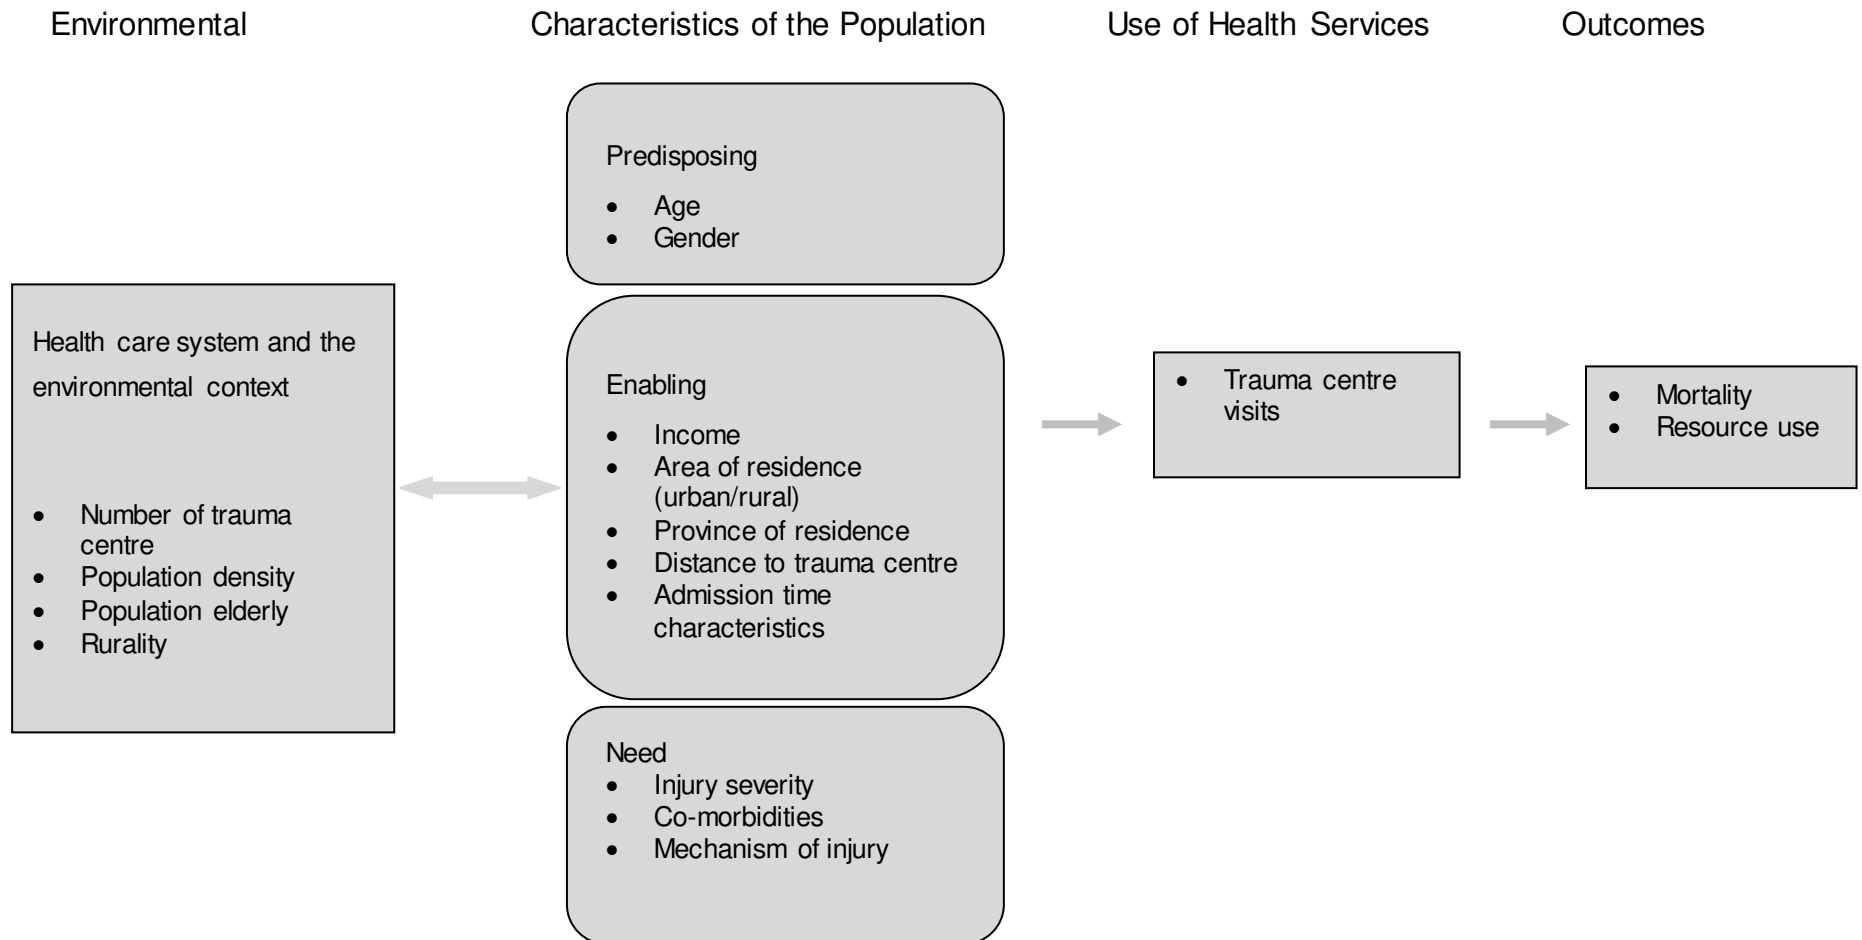 Environmental
Characteristics of the Population
Use of Health Services
Outcomes
Health care system and the
environmental context
• Number of trauma
centre
• Population density
• Population elderly
• Rurality
Predisposing
• Age
• Gender
Enabling
• Income
• Area of residence
(urban/rural)
• Province of residence
• Distance to trauma centre
• Admission time
characteristics
Need
• Injury severity
• Co-morbidities
• Mechanism of injury
• Trauma centre
visits
• Mortality
• Resource use